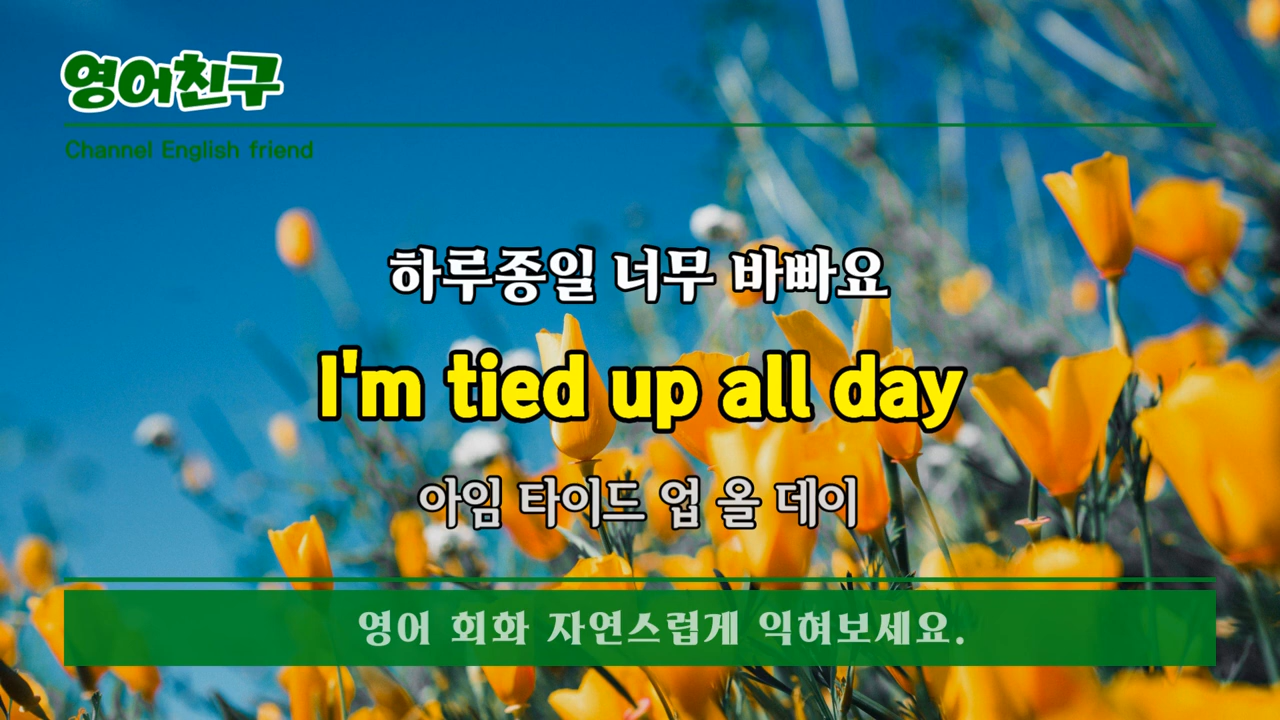 영어친구
Channel English friend
하루종일 너무 바빠요
I'm tied up all day
아임 타이드 업 올 데이
영어 회화 자연스럽게 익혀보세요.